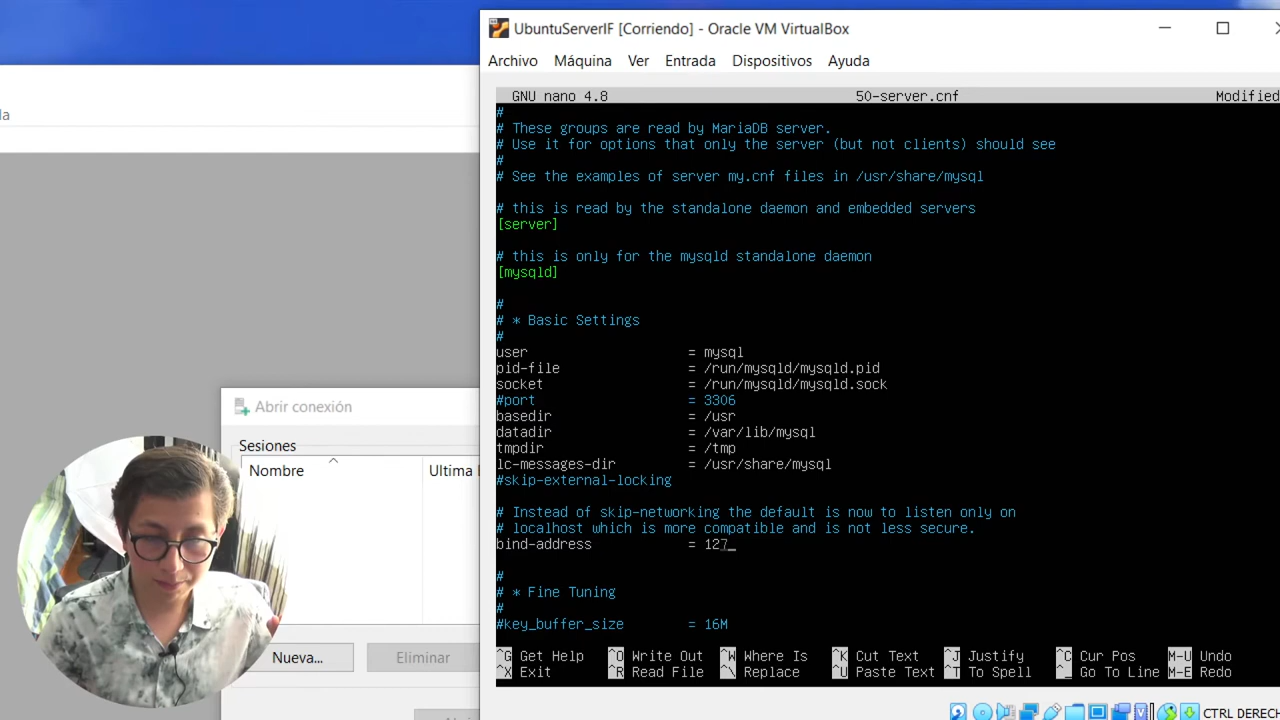 UbuntuServerIF [Corriendo] - Oracle VM VirtualBox
Archivo Máquina Ver Entrada Dispositivos Ayuda
GNU nano 4.8 50-server.cnf Modified
#
# These groups are read by MariaDB server.
# Use it for options that only the server (but not clients) should see
#
# See the examples of server my.cnf files in /usr/share/mysql
# this is read by the standalone daemon and embedded servers
[server]
# this is only for the mysqld standalone daemon
[mysqld]
#
# * Basic Settings
#
user = mysql
pid-file = /run/mysqld/mysqld.pid
socket = /run/mysqld/mysqld.sock
#port = 3306
basedir = /usr
datadir = /var/lib/mysql
tmpdir = /tmp
lc-messages-dir = /usr/share/mysql
#skip-external-locking
# Instead of skip-networking the default is now to listen only on
# localhost which is more compatible and is not less secure.
bind-address = 127_
#
# * Fine Tuning
#
#key_buffer_size = 16M
^G Get Help ^O Write Out ^W Where Is ^K Cut Text ^J Justify ^C Cur Pos M-U Undo
^X Exit ^R Read File ^\ Replace ^U Paste Text ^T To Spell ^_ Go To Line M-E Redo
CTRL DERECH
Abrir conexión
Sesiones
Nombre Ultima
Nueva... Eliminar